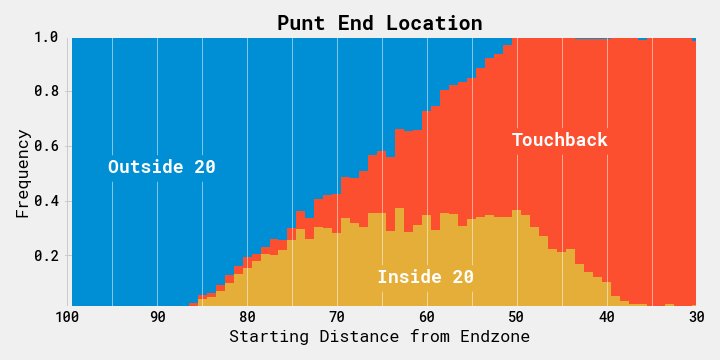 Punt End Location
1.0
0.8
0.6
0.4
0.2
Frequency
Outside 20
Touchback
Inside 20
100 90 80 70 60 50 40 30
Starting Distance from Endzone